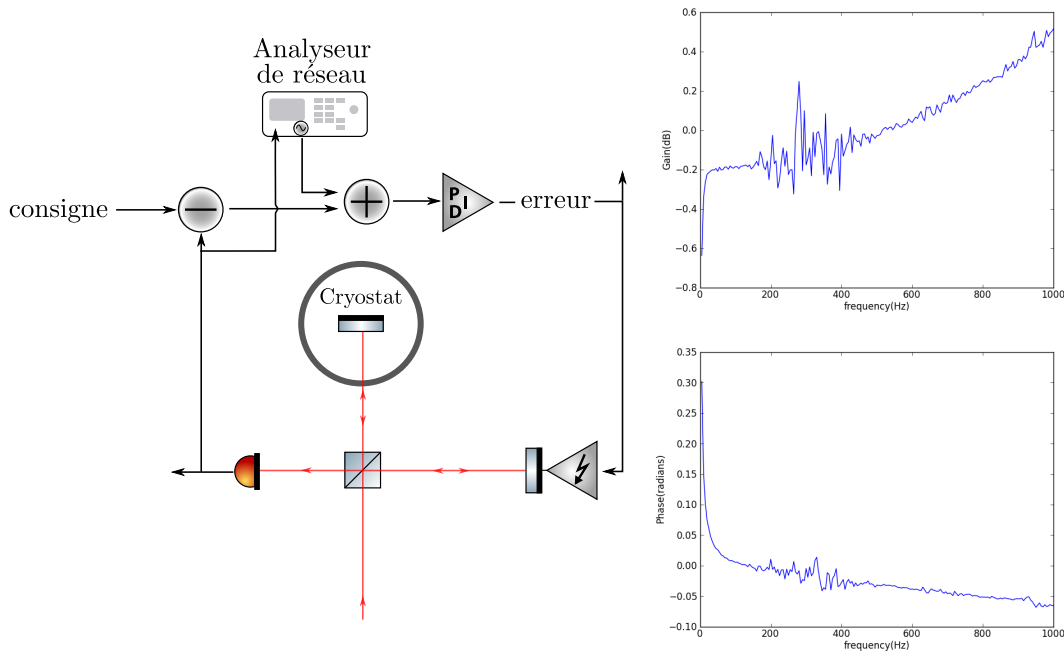 Analyseur
de réseau
consigne
P
I
D
erreur
Cryostat
0.6
0.4
0.2
0.0
−0.2
−0.4
−0.6
−0.8
Gain(dB)
0 200 400 600 800 1000
frequency(Hz)
0.35
0.30
0.25
0.20
0.15
0.10
0.05
0.00
−0.05
−0.10
Phase(radians)
0 200 400 600 800 1000
frequency(Hz)